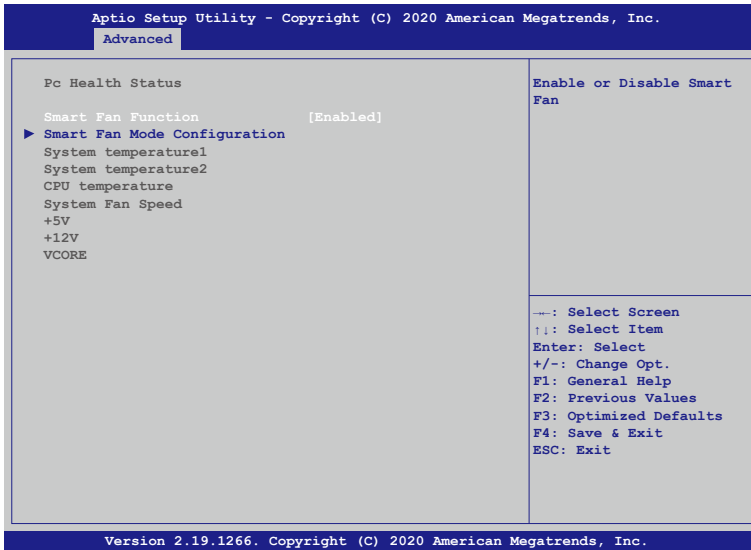 Aptio Setup Utility - Copyright (C) 2020 American Megatrends, Inc.
Advanced
Pc Health Status
Smart Fan Function [Enabled]
► Smart Fan Mode Configuration
System temperature1
System temperature2
CPU temperature
System Fan Speed
+5V
+12V
VCORE
Enable or Disable Smart
Fan
→←: Select Screen
↑↓: Select Item
Enter: Select
+/-: Change Opt.
F1: General Help
F2: Previous Values
F3: Optimized Defaults
F4: Save & Exit
ESC: Exit
Version 2.19.1266. Copyright (C) 2020 American Megatrends, Inc.